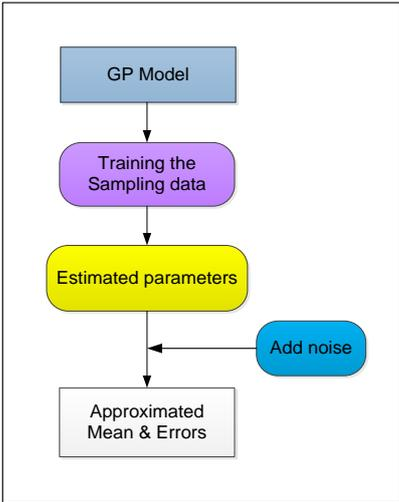 GP Model
Training the
Sampling data
Estimated parameters
Add noise
Approximated
Mean & Errors